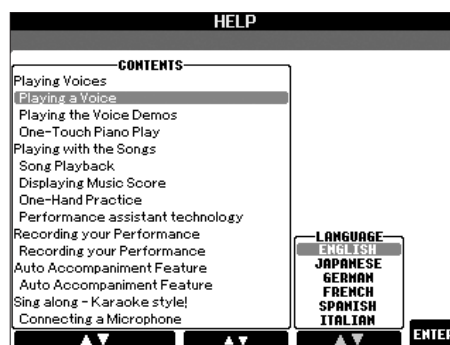 HELP
CONTENTS
Playing Voices
Playing a Voice
Playing the Voice Demos
One-Touch Piano Play
Playing with the Songs
Song Playback
Displaying Music Score
One-Hand Practice
Performance assistant technology
Recording your Performance
Recording your Performance
Auto Accompaniment Feature
Auto Accompaniment Feature
Sing along - Karaoke style!
Connecting a Microphone
LANGUAGE
ENGLISH
JAPANESE
GERMAN
FRENCH
SPANISH
ITALIAN
ENTER